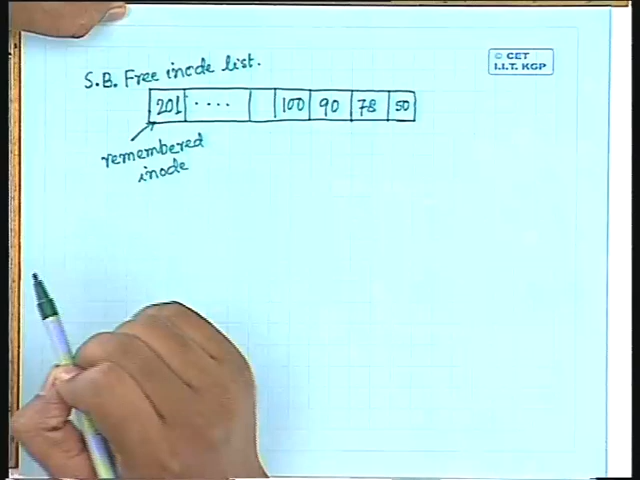 S.B. Free inode list.
© CET
I.I.T. KGP
201 .... 100 90 78 50
remembered
inode